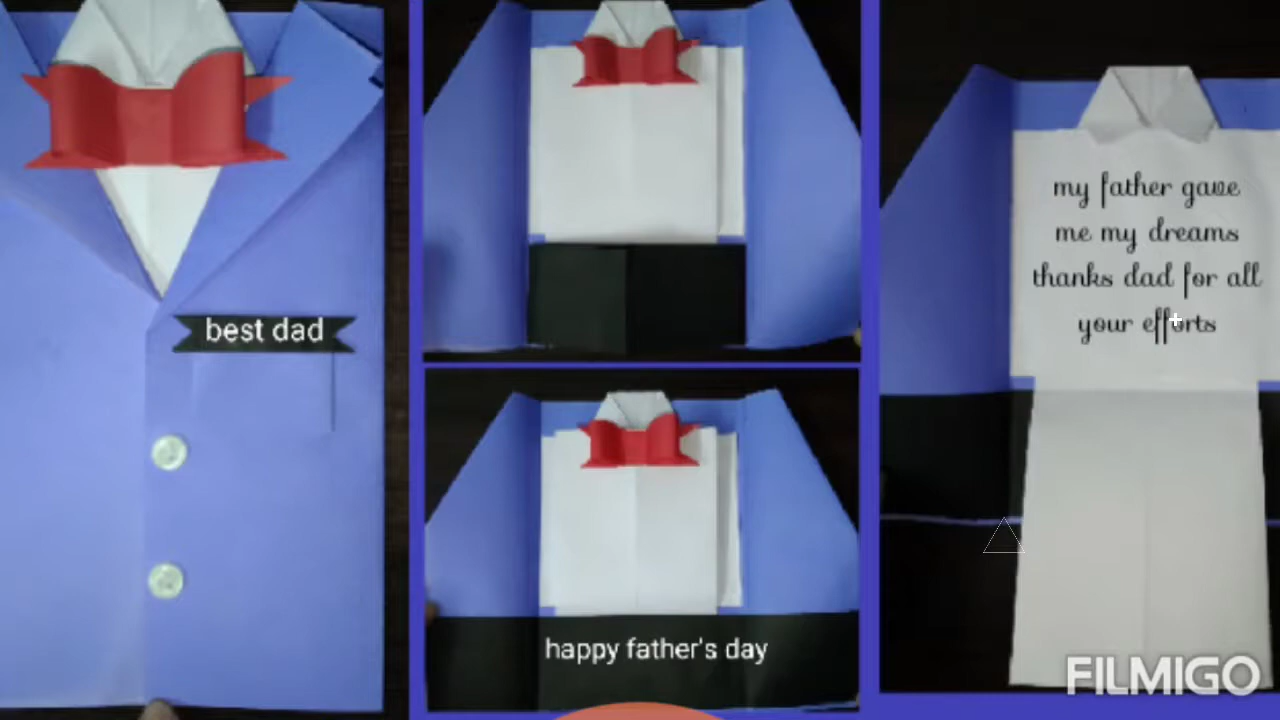 best dad
happy father's day
my father gave
me my dreams
thanks dad for all
your efforts
FILMIGO